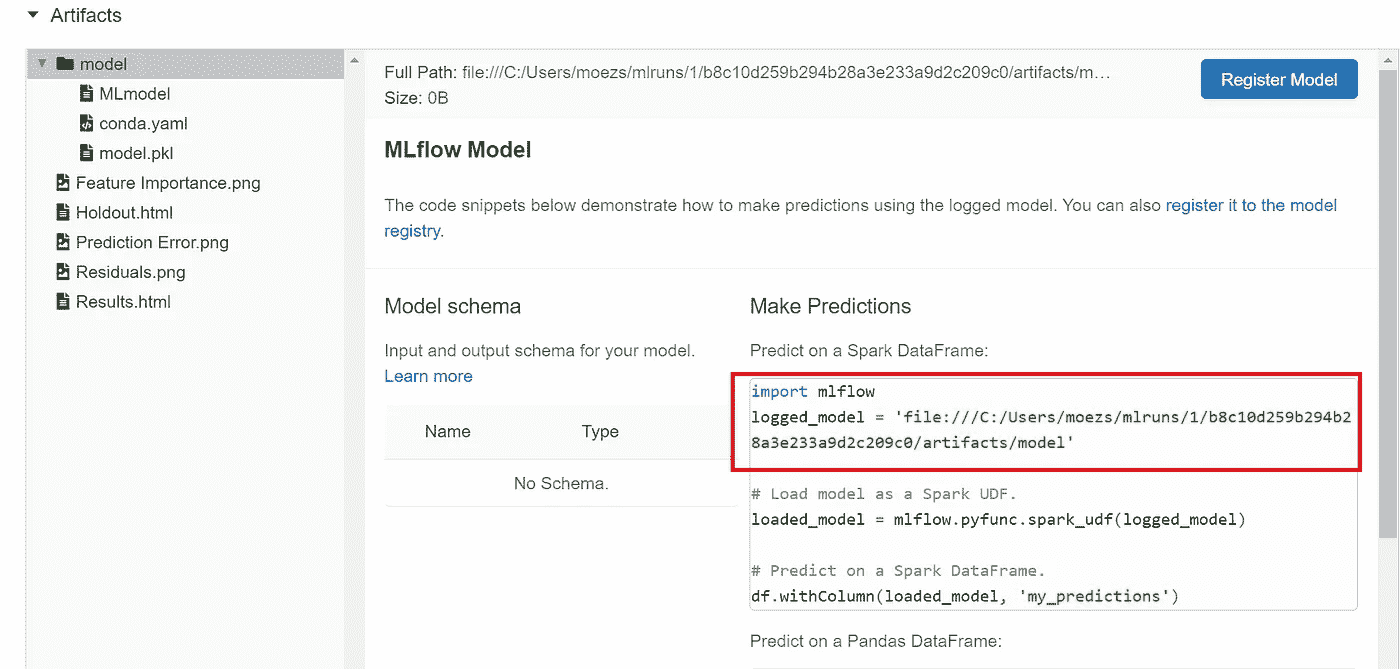 Artifacts
model
MLmodel
conda.yaml
model.pkl
Feature Importance.png
Holdout.html
Prediction Error.png
Residuals.png
Results.html
Full Path: file:///C:/Users/moezs/mlruns/1/b8c10d259b294b28a3e233a9d2c209c0/artifacts/m...
Size: 0B
Register Model
MLflow Model
The code snippets below demonstrate how to make predictions using the logged model. You can also register it to the model
registry.
Model schema
Input and output schema for your model.
Learn more
Name Type
No Schema.
Make Predictions
Predict on a Spark DataFrame:
import mlflow
logged_model = 'file:///C:/Users/moezs/mlruns/1/b8c10d259b294b2
8a3e233a9d2c209c0/artifacts/model'
# Load model as a Spark UDF.
loaded_model = mlflow.pyfunc.spark_udf(logged_model)
# Predict on a Spark DataFrame.
df.withColumn(loaded_model, 'my_predictions')
Predict on a Pandas DataFrame: